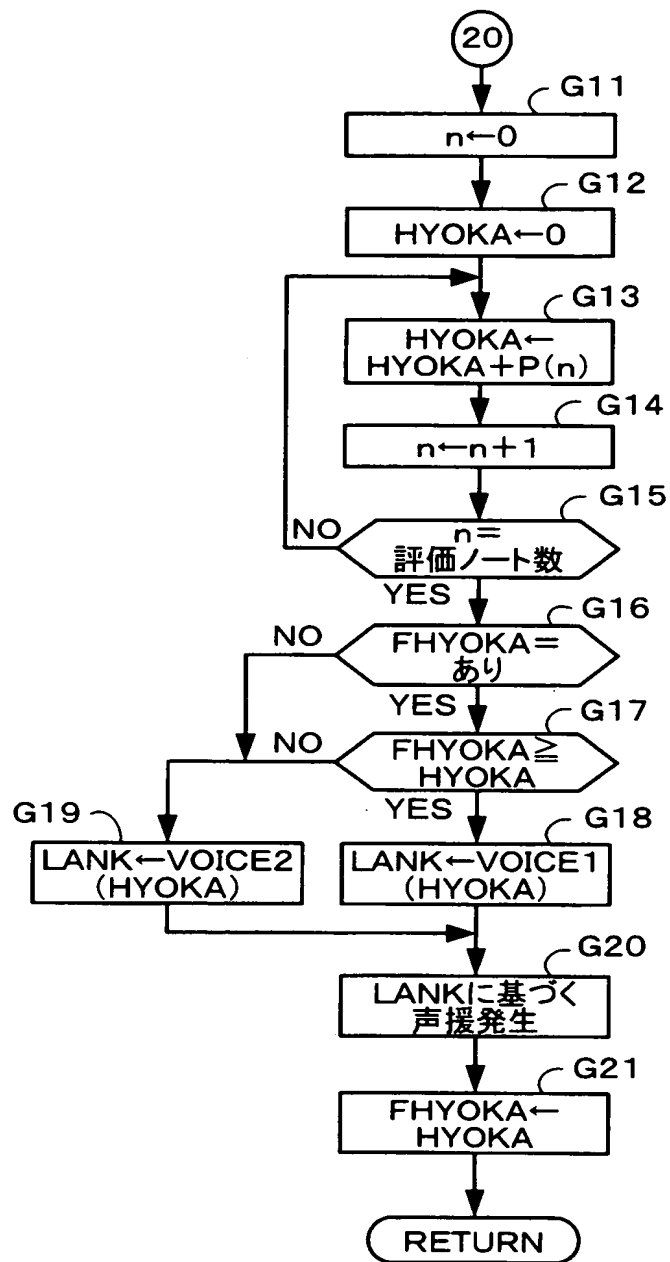 20
G11
n←0
G12
HYOKA←0
G13
HYOKA←
HYOKA+P(n)
G14
n←n+1
G15
NO
n=
評価ノート数
YES
G16
NO
FHYOKA=
あり
YES
G17
NO
FHYOKA≧
HYOKA
G19
YES
G18
LANK←VOICE2
(HYOKA)
LANK←VOICE1
(HYOKA)
G20
LANKに基づく
声援発生
G21
FHYOKA←
HYOKA
RETURN